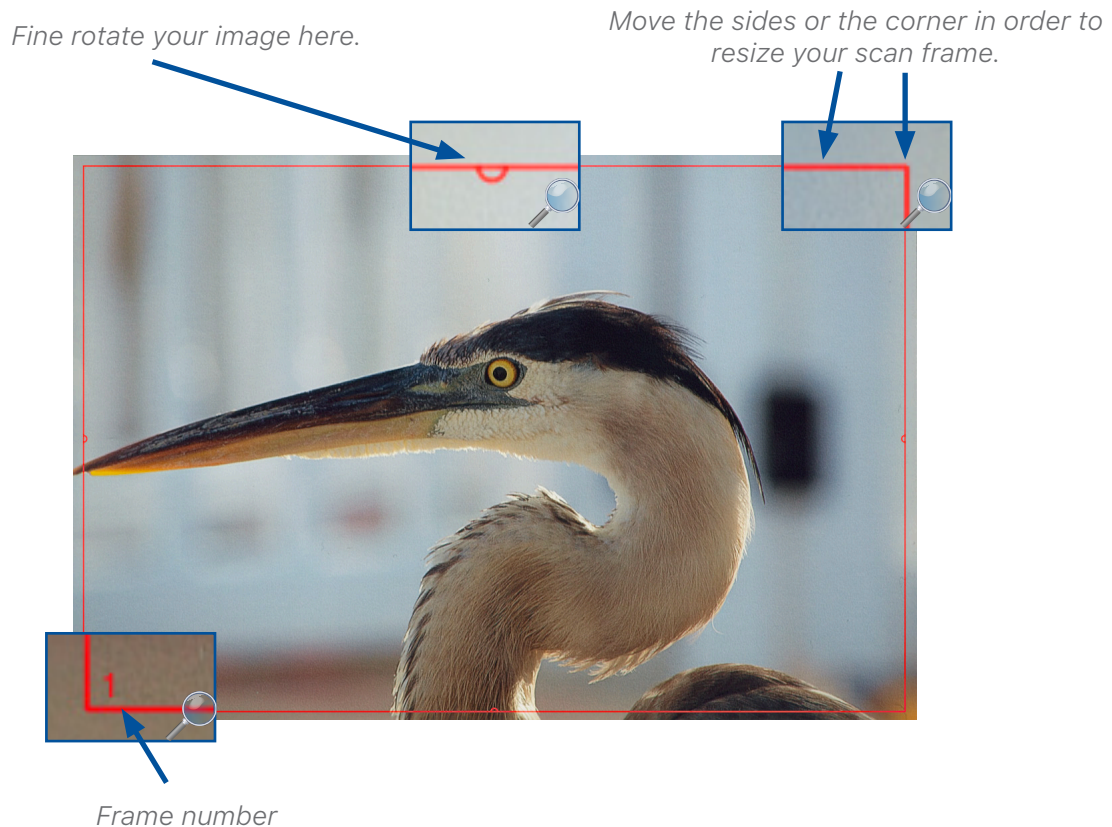 Fine rotate your image here.
Move the sides or the corner in order to
resize your scan frame.
1
Frame number